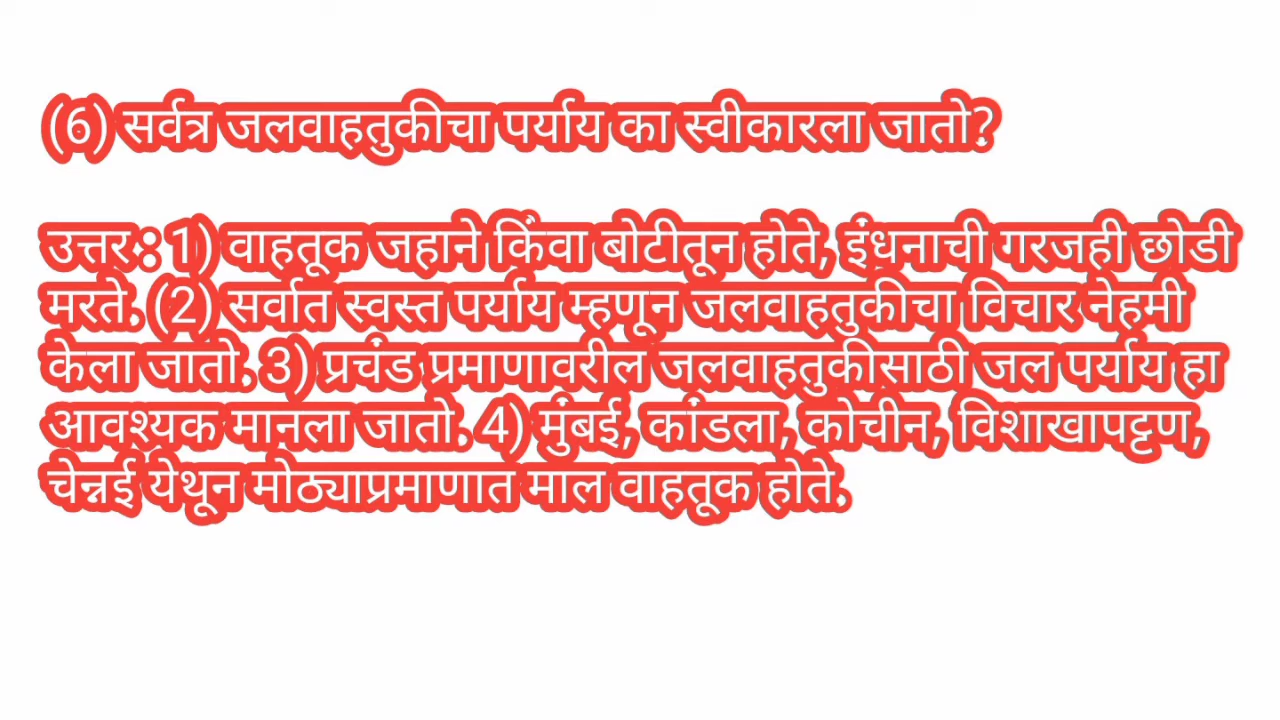 (6) सर्वत्र जलवाहतुकीचा पर्याय का स्वीकारला जातो?
उत्तर : 1) वाहतूक जहाने किंवा बोटीतून होते, इंधनाची गरजही छोडी
मरते. (2) सर्वात स्वस्त पर्याय म्हणून जलवाहतुकीचा विचार नेहमी
केला जातो. 3) प्रचंड प्रमाणावरील जलवाहतुकीसाठी जल पर्याय हा
आवश्यक मानला जातो. 4) मुंबई, कांडला, कोचीन, विशाखापट्टण,
चेन्नई येथून मोठ्याप्रमाणात माल वाहतूक होते.